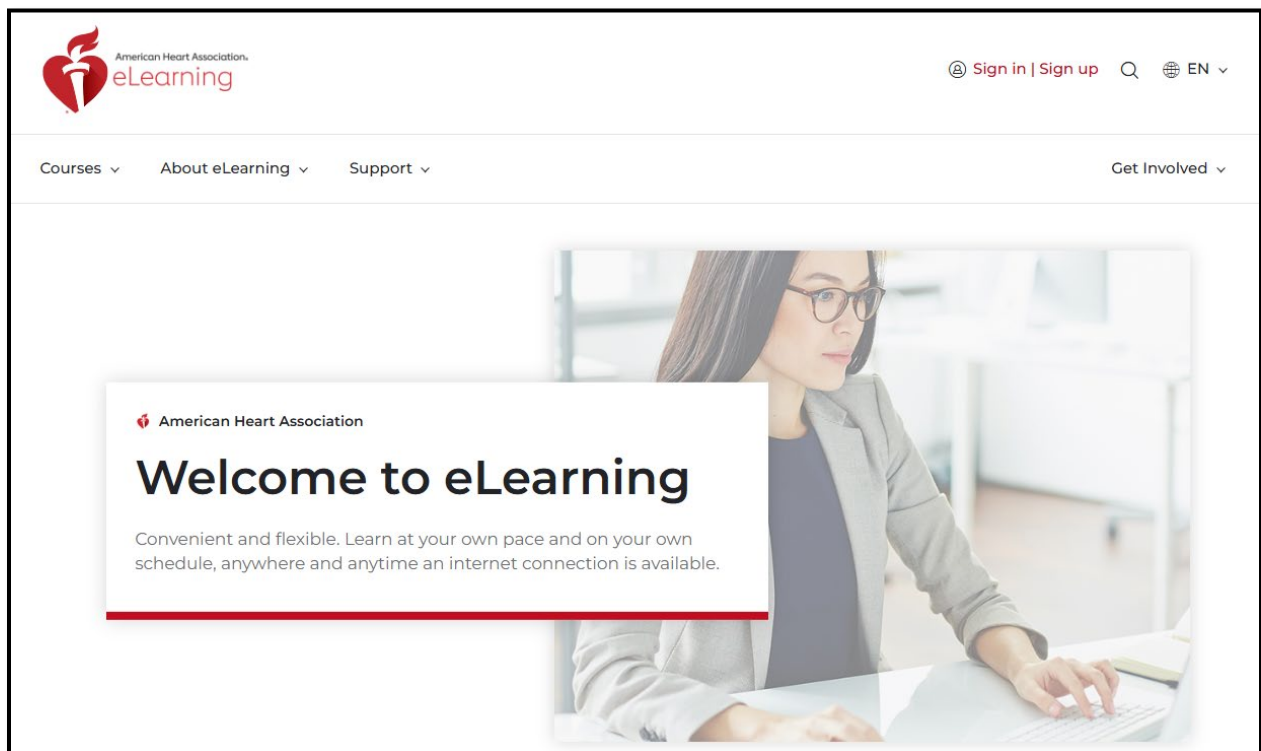 American Heart Association.
eLearning
Sign in | Sign up
EN
Courses
About eLearning
Support
Get Involved
American Heart Association
Welcome to eLearning
Convenient and flexible. Learn at your own pace and on your own
schedule, anywhere and anytime an internet connection is available.